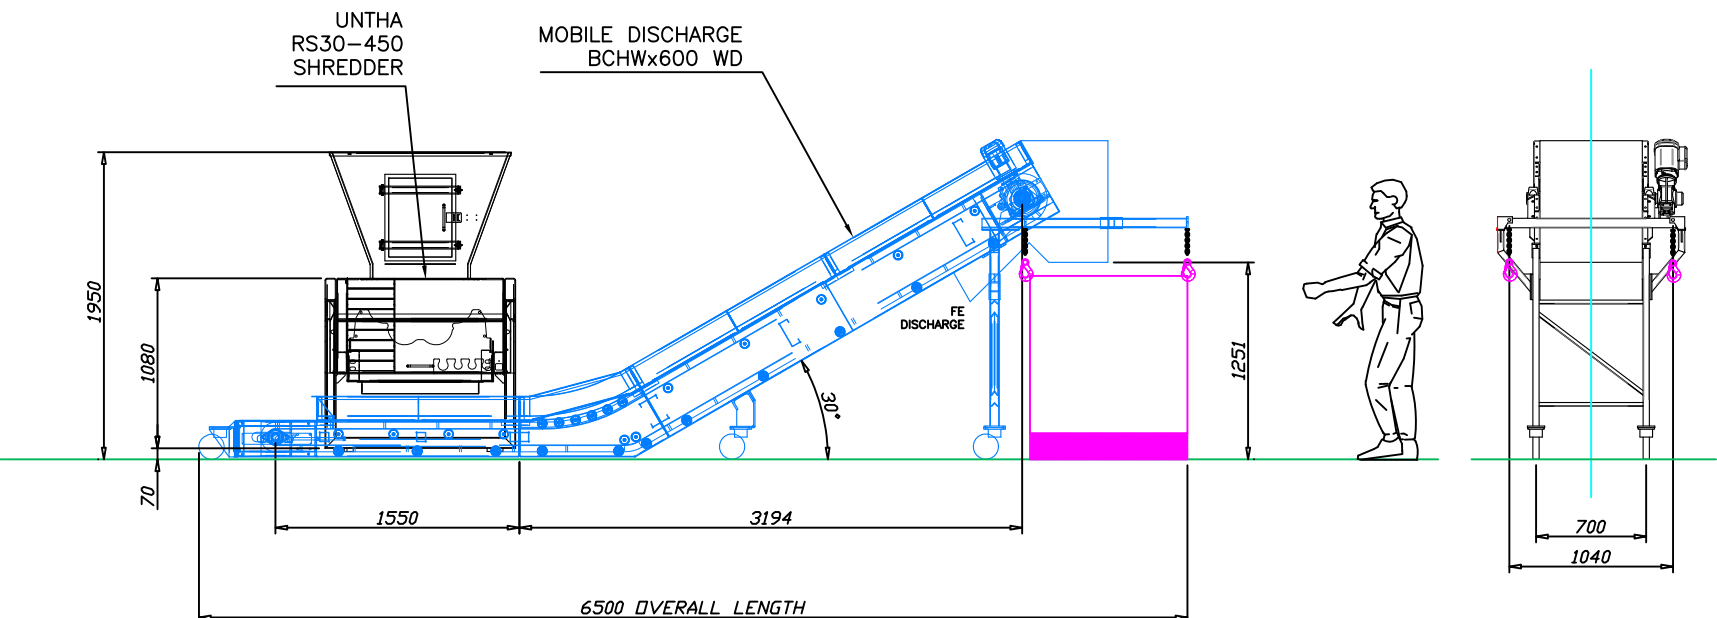 UNTHA
RS30-450
SHREDDER
MOBILE DISCHARGE
BCHWx600 WD
1950
1080
70
FE
DISCHARGE
30°
1251
1550
3194
6500 OVERALL LENGTH
700
1040